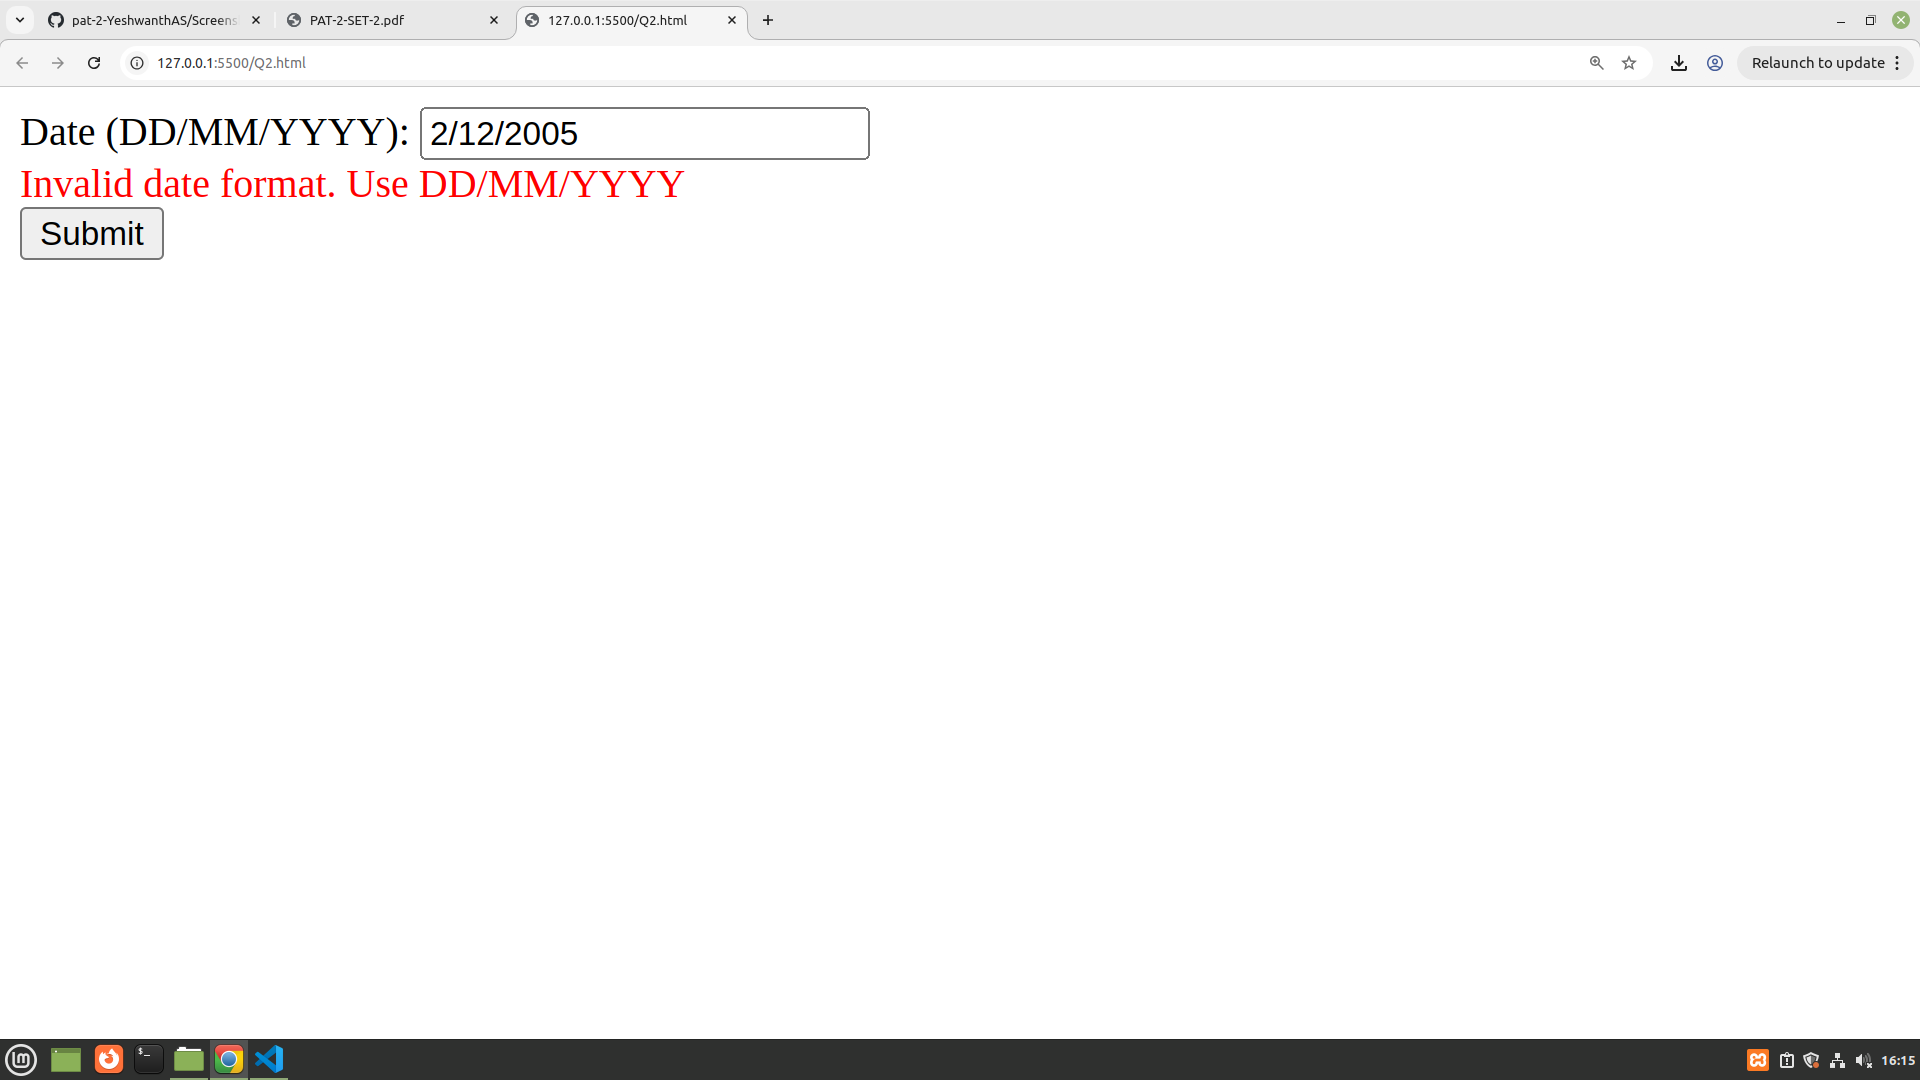 pat-2-YeshwanthAS/Screens
PAT-2-SET-2.pdf
127.0.0.1:5500/Q2.html
127.0.0.1:5500/Q2.html
Relaunch to update
Date (DD/MM/YYYY): 2/12/2005
Invalid date format. Use DD/MM/YYYY
Submit
$_
16:15